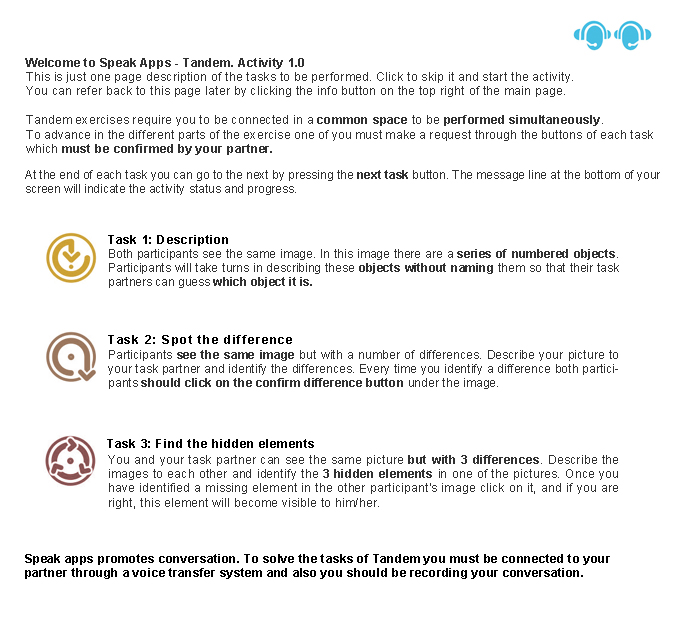 Welcome to Speak Apps - Tandem. Activity 1.0
This is just one page description of the tasks to be performed. Click to skip it and start the activity.
You can refer back to this page later by clicking the info button on the top right of the main page.
Tandem exercises require you to be connected in a common space to be performed simultaneously.
To advance in the different parts of the exercise one of you must make a request through the buttons of each task
which must be confirmed by your partner.
At the end of each task you can go to the next by pressing the next task button. The message line at the bottom of your
screen will indicate the activity status and progress.
Task 1: Description
Both participants see the same image. In this image there are a series of numbered objects.
Participants will take turns in describing these objects without naming them so that their task
partners can guess which object it is.
Task 2: Spot the difference
Participants see the same image but with a number of differences. Describe your picture to
your task partner and identify the differences. Every time you identify a difference both partici-
pants should click on the confirm difference button under the image.
Task 3: Find the hidden elements
You and your task partner can see the same picture but with 3 differences. Describe the
images to each other and identify the 3 hidden elements in one of the pictures. Once you
have identified a missing element in the other participant's image click on it, and if you are
right, this element will become visible to him/her.
Speak apps promotes conversation. To solve the tasks of Tandem you must be connected to your
partner through a voice transfer system and also you should be recording your conversation.